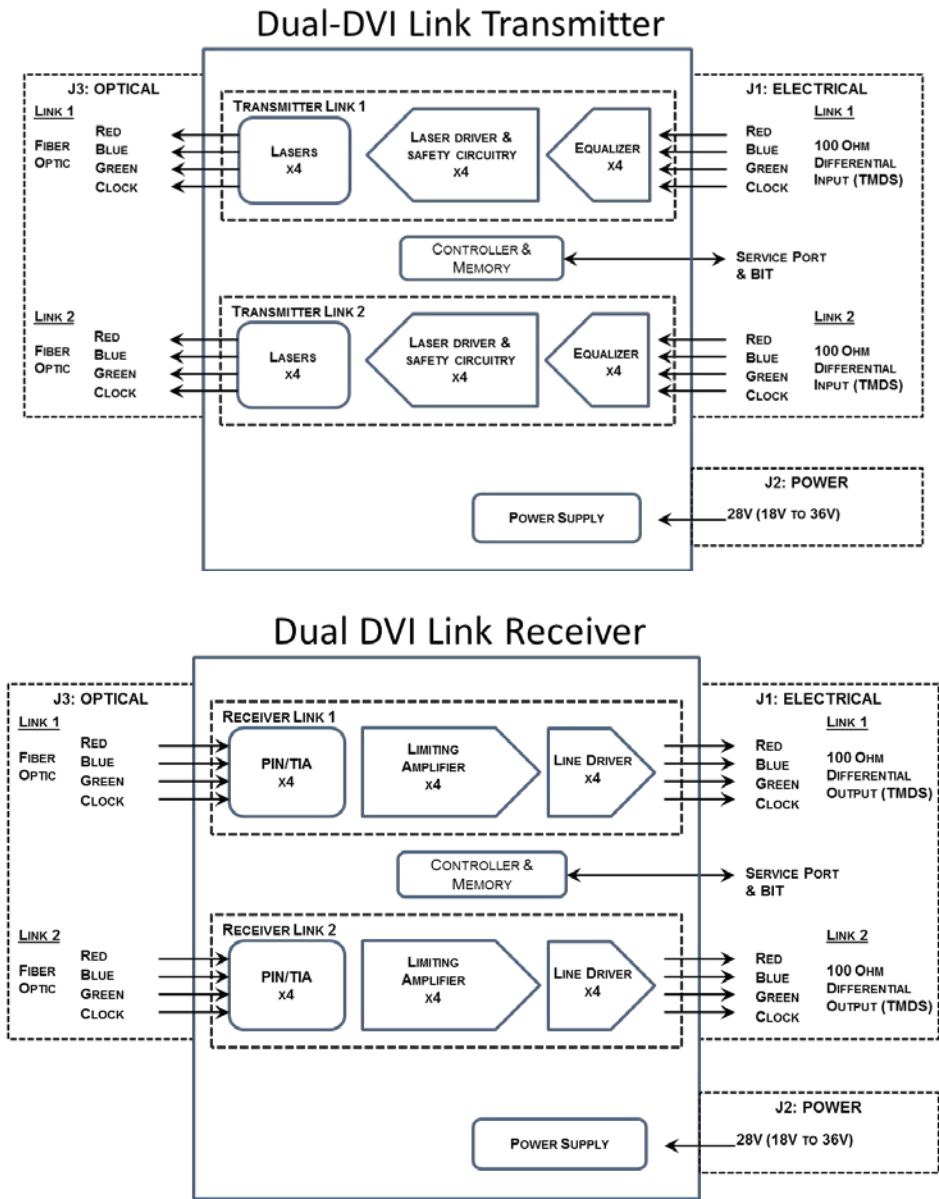 Dual-DVI Link Transmitter
J3: OPTICAL
LINK 1
FIBER
OPTIC
RED
BLUE
GREEN
CLOCK
TRANSMITTER LINK 1
LASERS
X4
LASER DRIVER &
SAFETY CIRCUITRY
X4
EQUALIZER
X4
J1: ELECTRICAL
LINK 1
RED
BLUE
GREEN
CLOCK
100 OHM
DIFFERENTIAL
INPUT (TMDS)
CONTROLLER &
MEMORY
SERVICE PORT
& BIT
LINK 2
FIBER
OPTIC
RED
BLUE
GREEN
CLOCK
TRANSMITTER LINK 2
LASERS
X4
LASER DRIVER &
SAFETY CIRCUITRY
X4
EQUALIZER
X4
LINK 2
RED
BLUE
GREEN
CLOCK
100 OHM
DIFFERENTIAL
INPUT (TMDS)
J2: POWER
POWER SUPPLY
28V (18V TO 36V)
Dual DVI Link Receiver
J3: OPTICAL
LINK 1
FIBER
OPTIC
RED
BLUE
GREEN
CLOCK
RECEIVER LINK 1
PIN/TIA
X4
LIMITING
AMPLIFIER
X4
LINE DRIVER
X4
J1: ELECTRICAL
LINK 1
RED
BLUE
GREEN
CLOCK
100 OHM
DIFFERENTIAL
OUTPUT (TMDS)
CONTROLLER &
MEMORY
SERVICE PORT
& BIT
LINK 2
FIBER
OPTIC
RED
BLUE
GREEN
CLOCK
RECEIVER LINK 2
PIN/TIA
X4
LIMITING
AMPLIFIER
X4
LINE DRIVER
X4
LINK 2
RED
BLUE
GREEN
CLOCK
100 OHM
DIFFERENTIAL
OUTPUT (TMDS)
J2: POWER
POWER SUPPLY
28V (18V TO 36V)